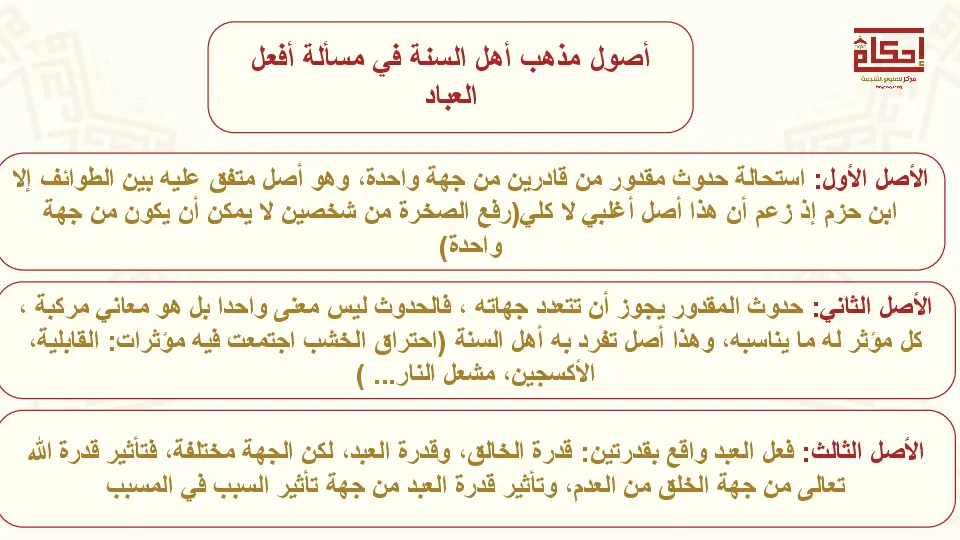 أصول مذهب أهل السنة في مسألة أفعل
العباد
إحكام
مركز للعلوم الشرعية
الأصل الأول: استحالة حدوث مقدور من قادرين من جهة واحدة، وهو أصل متفق عليه بين الطوائف إلا
ابن حزم إذ زعم أن هذا أصل أغلبي لا كلي(رفع الصخرة من شخصين لا يمكن أن يكون من جهة
واحدة)
الأصل الثاني: حدوث المقدور يجوز أن تتعدد جهاته ، فالحدوث ليس معنى واحدا بل هو معاني مركبة ،
كل مؤثر له ما يناسبه، وهذا أصل تفرد به أهل السنة (احتراق الخشب اجتمعت فيه مؤثرات: القابلية،
الأكسجين، مشعل النار... )
الأصل الثالث: فعل العبد واقع بقدرتين: قدرة الخالق، وقدرة العبد، لكن الجهة مختلفة، فتأثير قدرة الله
تعالى من جهة الخلق من العدم، وتأثير قدرة العبد من جهة تأثير السبب في المسبب